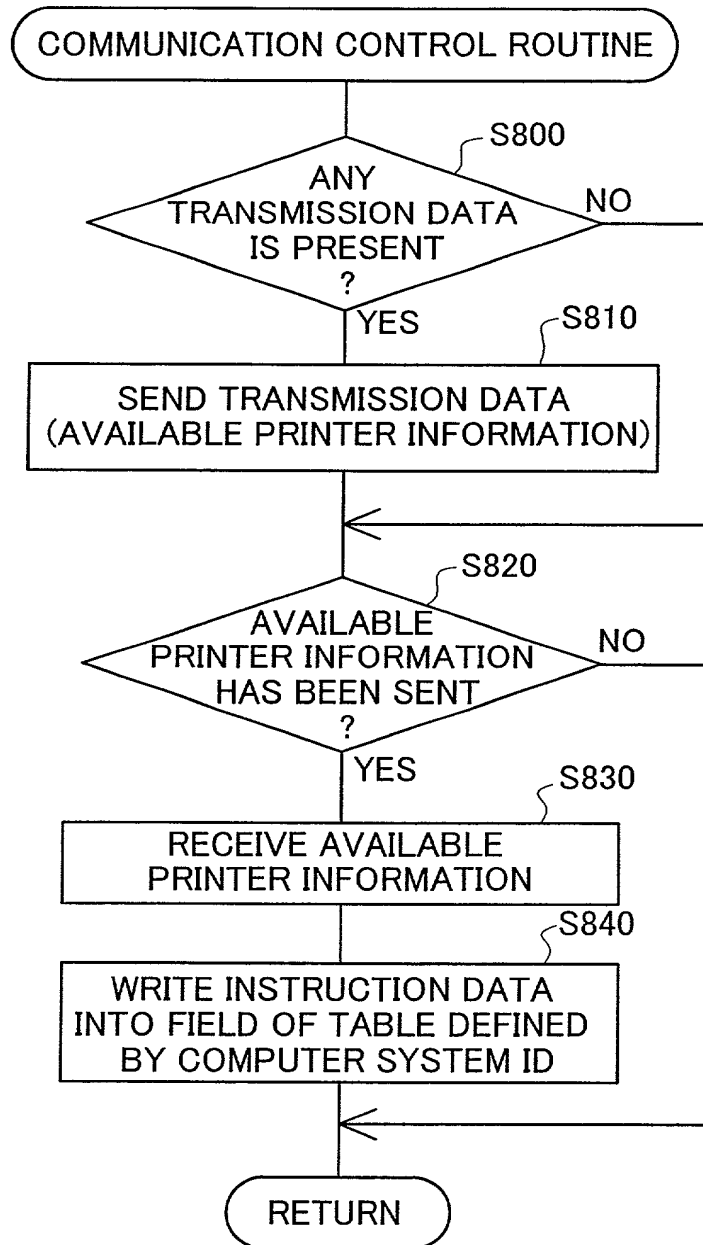 COMMUNICATION CONTROL ROUTINE
S800
ANY
TRANSMISSION DATA
IS PRESENT
?
NO
YES
S810
SEND TRANSMISSION DATA
(AVAILABLE PRINTER INFORMATION)
S820
AVAILABLE
PRINTER INFORMATION
HAS BEEN SENT
?
NO
YES
S830
RECEIVE AVAILABLE
PRINTER INFORMATION
S840
WRITE INSTRUCTION DATA
INTO FIELD OF TABLE DEFINED
BY COMPUTER SYSTEM ID
RETURN